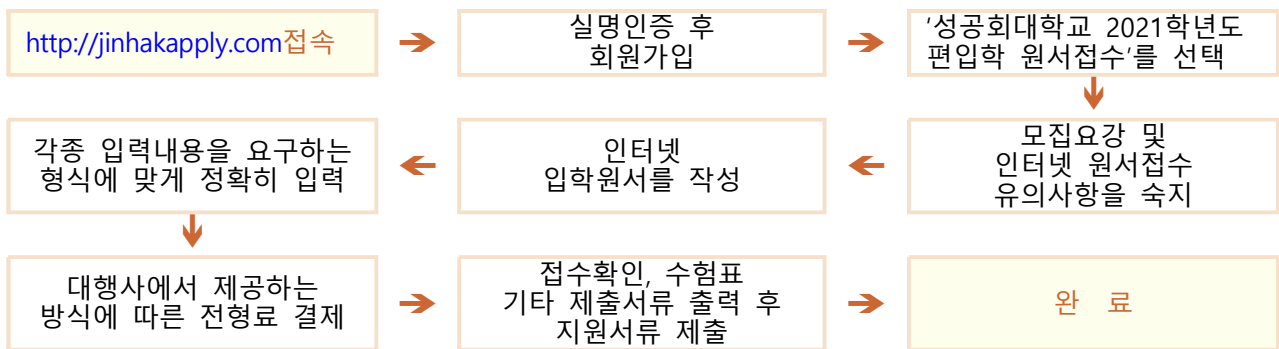 http://jinhakapply.com접속
실명인증 후
회원가입
'성공회대학교 2021학년도
편입학 원서접수'를 선택
모집요강 및
인터넷 원서접수
유의사항을 숙지
인터넷
입학원서를 작성
각종 입력내용을 요구하는
형식에 맞게 정확히 입력
대행사에서 제공하는
방식에 따른 전형료 결제
접수확인, 수험표
기타 제출서류 출력 후
지원서류 제출
완 료